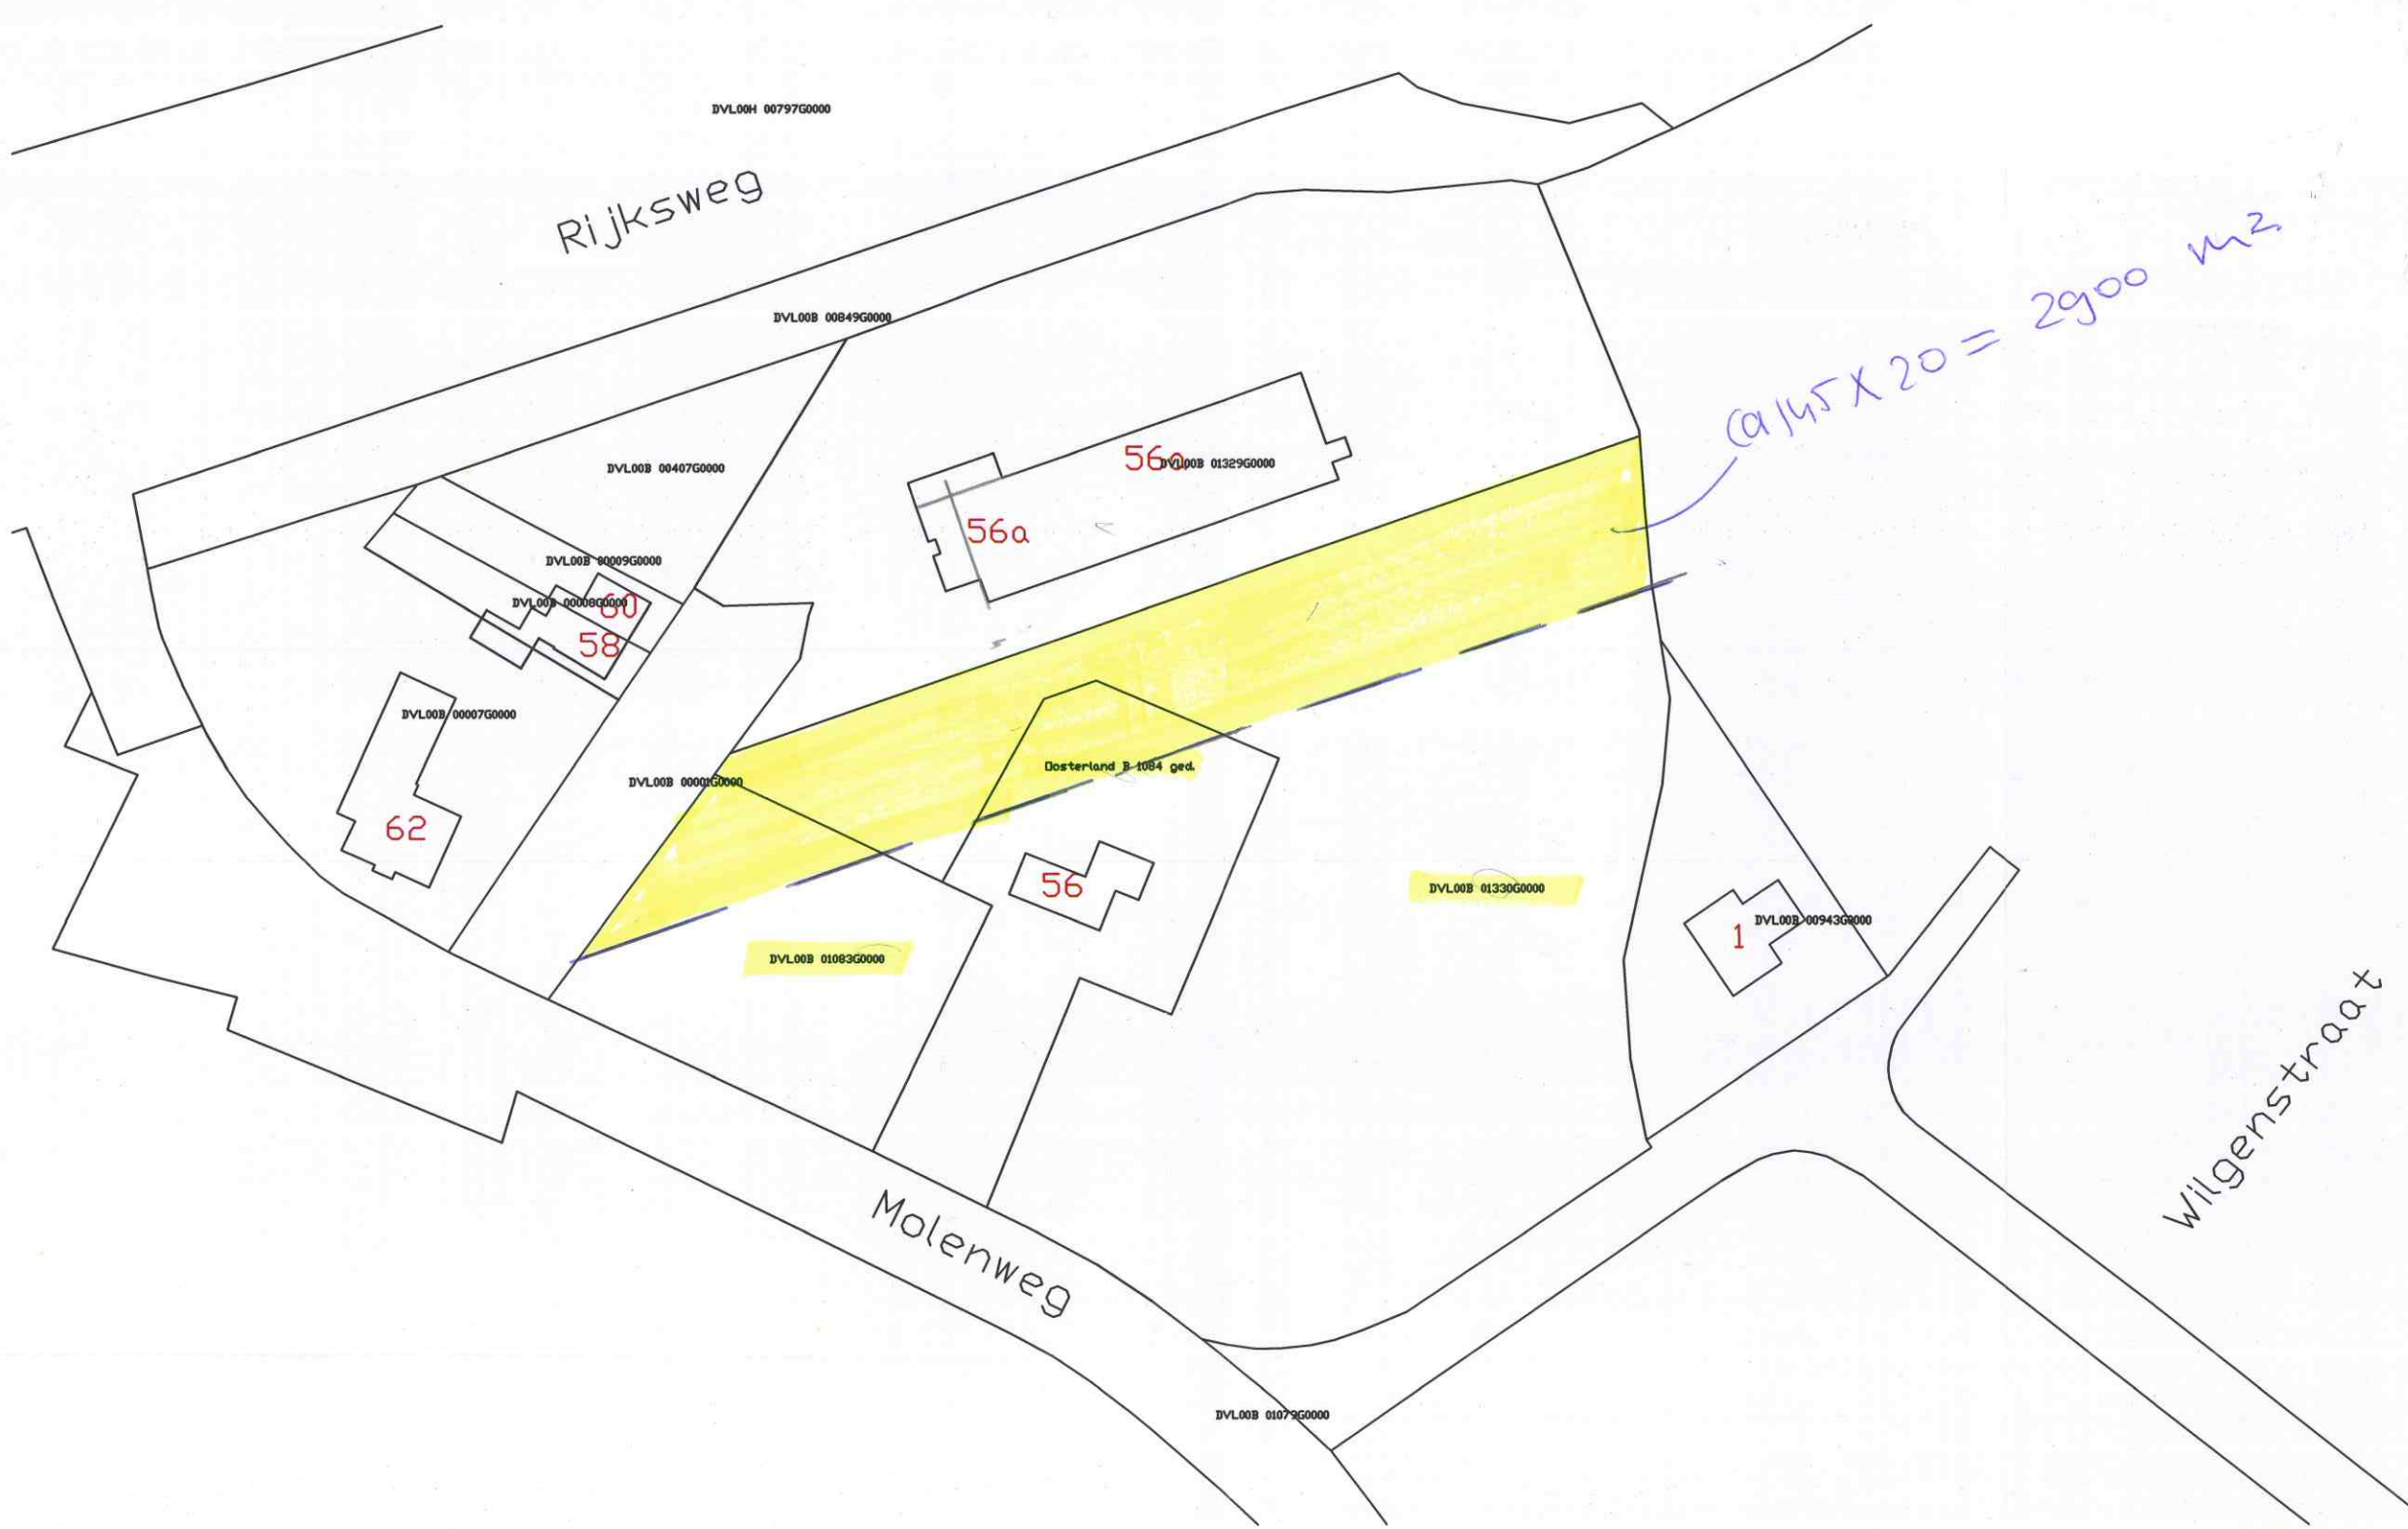 DVL00H 00797G0000
Rijksweg
ca 145 X 20 = 2900 m²
DVL00B 00849G0000
DVL00B 00407G0000
56a
DVL00B 01329G0000
56a
DVL00B 00009G0000
DVL00B 00008G0000
60
58
DVL00B 00007G0000
62
DVL00B 00001G0000
Oosterland B 1084 ged.
56
DVL00B 01330G0000
DVL00B 01083G0000
1
DVL00B 00943G0000
Wilgenstraat
Molenweg
DVL00B 01079G0000